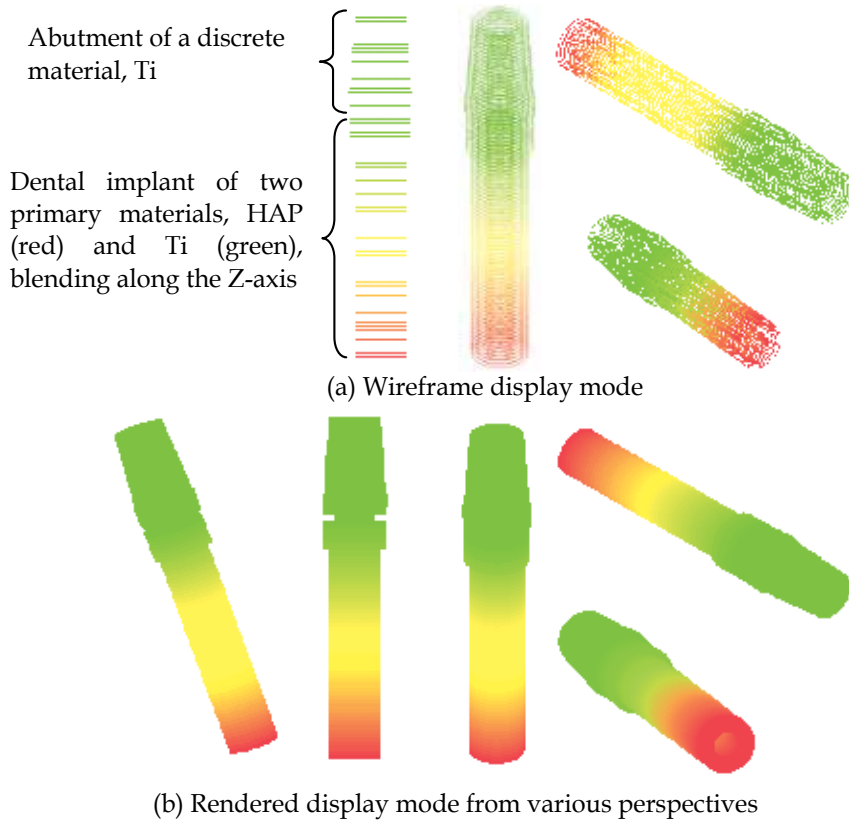 Abutment of a discrete
material, Ti
Dental implant of two
primary materials, HAP
(red) and Ti (green),
blending along the Z-axis
(a) Wireframe display mode
(b) Rendered display mode from various perspectives